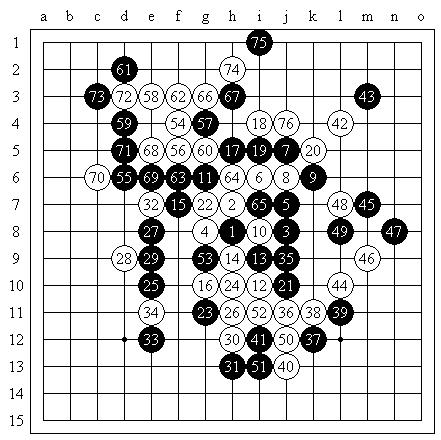 a b c d e f g h i j k l m n o
1 75
2 61 74
3 73 72 58 62 66 67 43
4 59 54 57 18 76 42
5 71 68 56 60 17 19 7 20
6 70 55 69 63 11 64 6 8 9
7 32 15 22 2 65 5 48 45
8 27 4 1 10 3 49 47
9 28 29 53 14 13 35 46
10 25 16 24 12 21 44
11 34 23 26 52 36 38 39
12 33 30 41 50 37
13 31 51 40
14
15